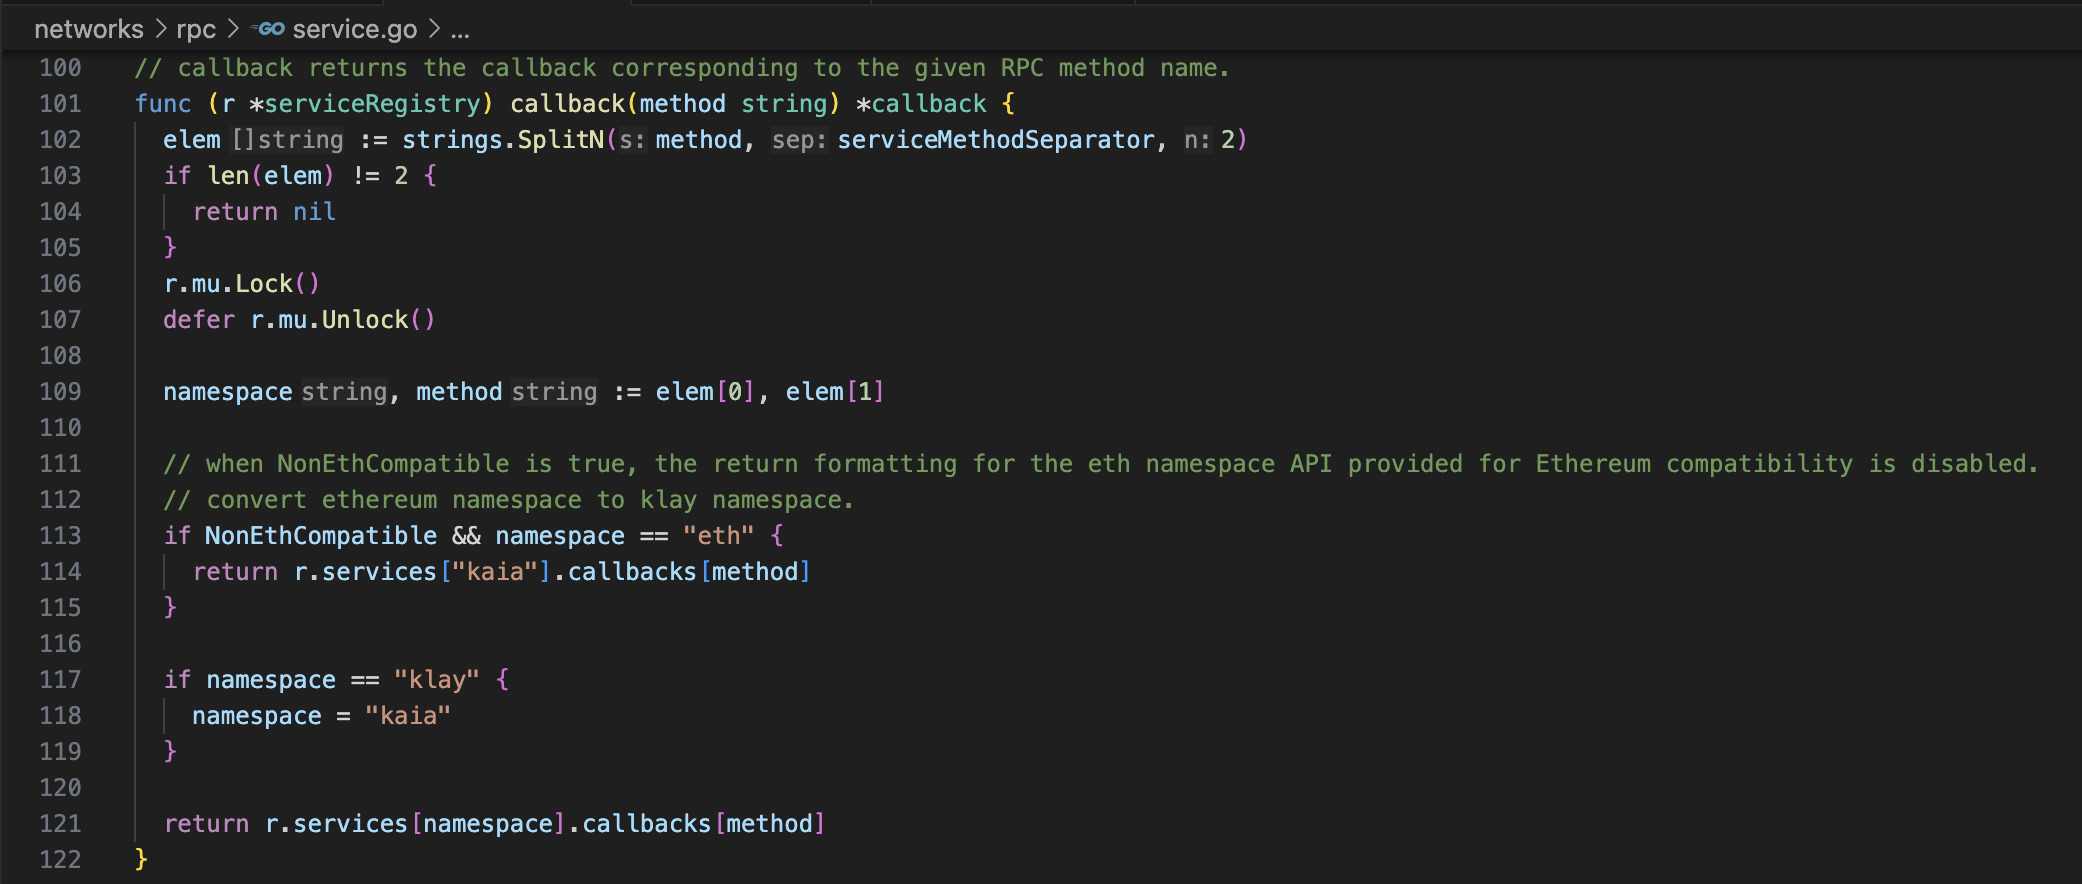 networks > rpc > GO service.go > ...
100 // callback returns the callback corresponding to the given RPC method name.
101 func (r *serviceRegistry) callback(method string) *callback {
102 elem []string := strings.SplitN(s: method, sep: serviceMethodSeparator, n: 2)
103 if len(elem) != 2 {
104 return nil
105 }
106 r.mu.Lock()
107 defer r.mu.Unlock()
108
109 namespace string, method string := elem[0], elem[1]
110
111 // when NonEthCompatible is true, the return formatting for the eth namespace API provided for Ethereum compatibility is disabled.
112 // convert ethereum namespace to klay namespace.
113 if NonEthCompatible && namespace == "eth" {
114 return r.services["kaia"].callbacks[method]
115 }
116
117 if namespace == "klay" {
118 namespace = "kaia"
119 }
120
121 return r.services[namespace].callbacks[method]
122 }